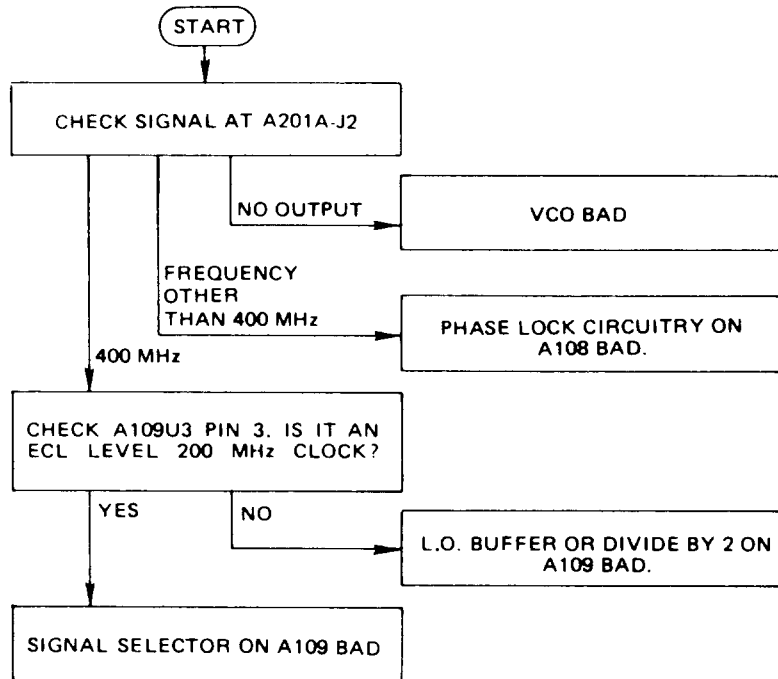 START
CHECK SIGNAL AT A201A-J2
NO OUTPUT
VCO BAD
FREQUENCY
OTHER
THAN 400 MHz
PHASE LOCK CIRCUITRY ON
A108 BAD.
400 MHz
CHECK A109U3 PIN 3. IS IT AN
ECL LEVEL 200 MHz CLOCK?
YES
NO
L.O. BUFFER OR DIVIDE BY 2 ON
A109 BAD.
SIGNAL SELECTOR ON A109 BAD